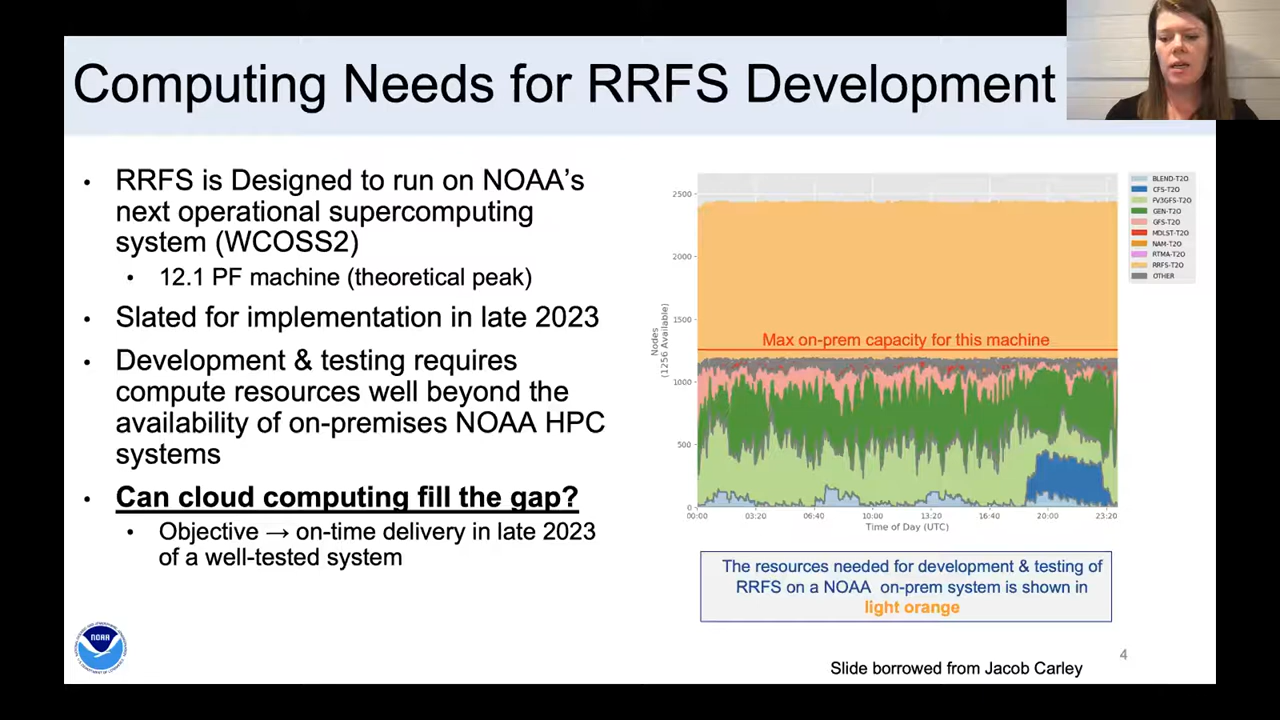 Computing Needs for RRFS Development
• RRFS is Designed to run on NOAA's
next operational supercomputing
system (WCOSS2)
• 12.1 PF machine (theoretical peak)
• Slated for implementation in late 2023
• Development & testing requires
compute resources well beyond the
availability of on-premises NOAA HPC
systems
• Can cloud computing fill the gap?
• Objective → on-time delivery in late 2023
of a well-tested system
NOAA
Nodes
(1256 Available)
2500
2000
1500
1000
500
0
Max on-prem capacity for this machine
00:00 03:20 06:40 10:00 13:20 16:40 20:00 23:20
Time of Day (UTC)
BLEND-T2O
CFS-T2O
FV3GFS-T2O
GEN-T2O
GFS-T2O
MDLST-T2O
NAM-T2O
RTMA-T2O
RRFS-T2O
OTHER
The resources needed for development & testing of
RRFS on a NOAA on-prem system is shown in
light orange
4
Slide borrowed from Jacob Carley